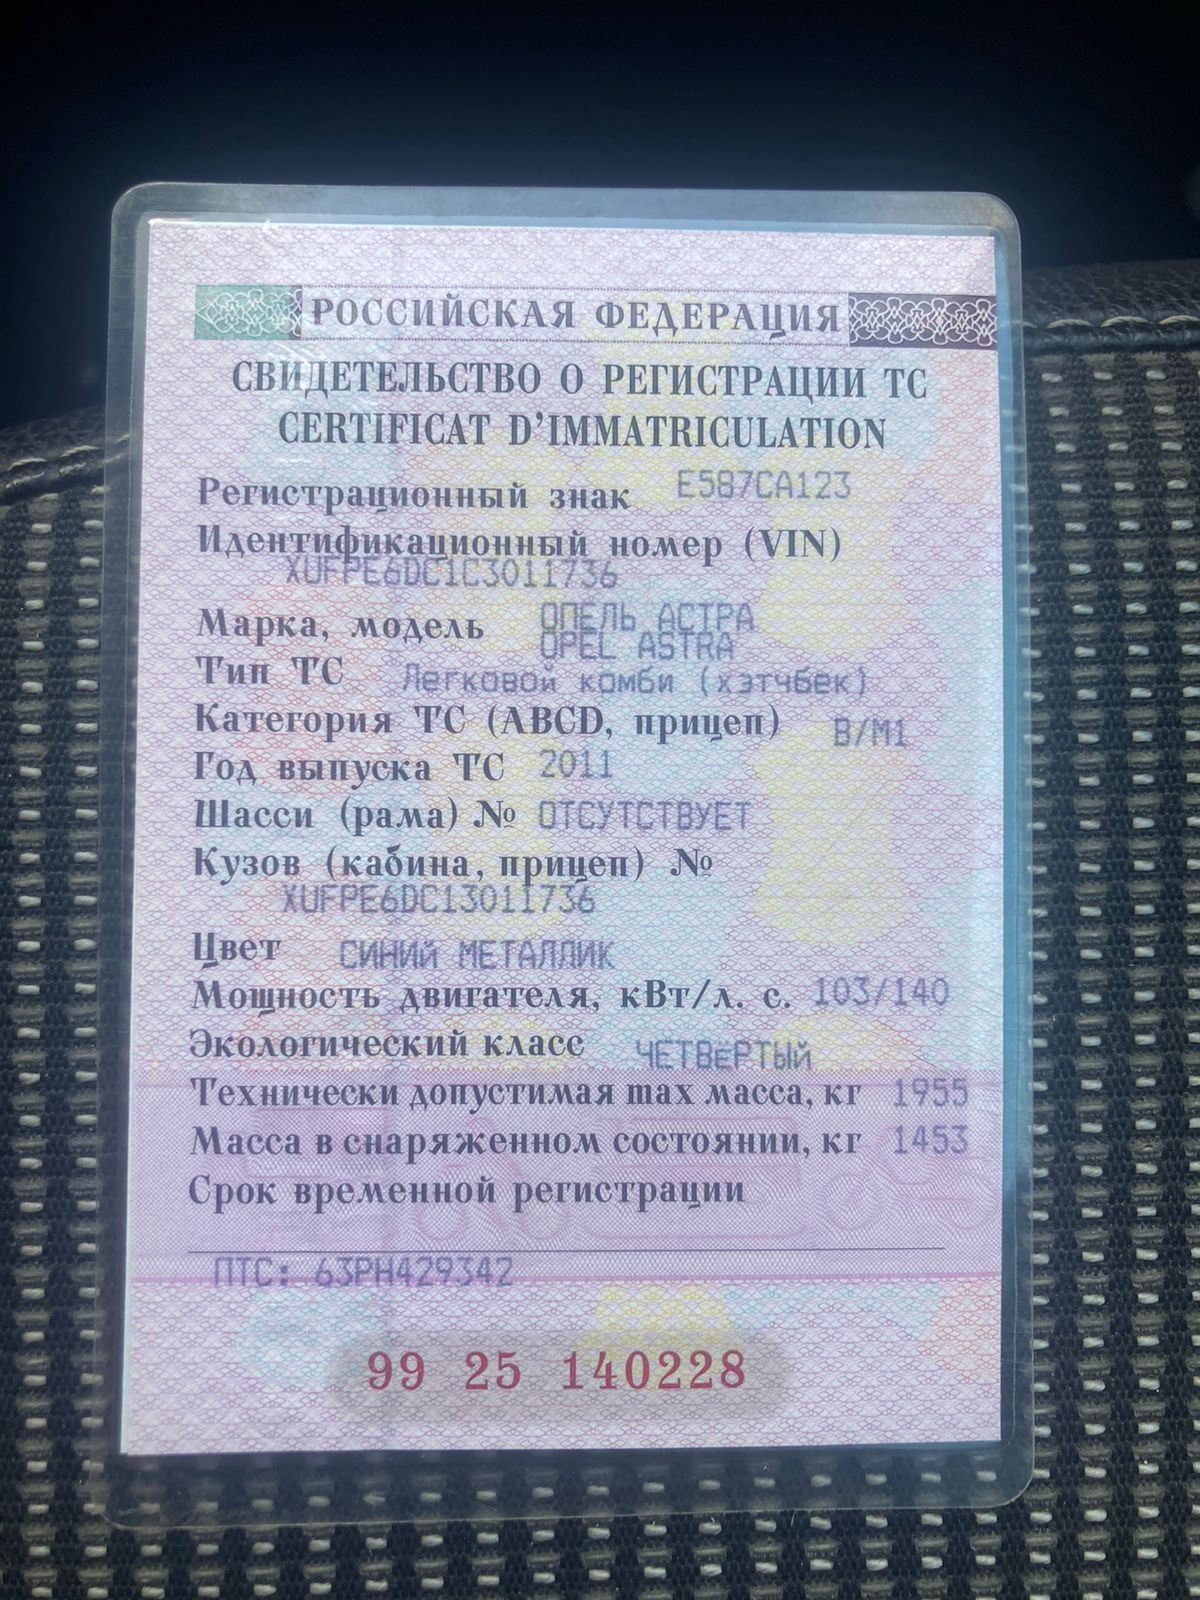 РОССИЙСКАЯ ФЕДЕРАЦИЯ
СВИДЕТЕЛЬСТВО О РЕГИСТРАЦИИ ТС
CERTIFICAT D'IMMATRICULATION
Регистрационный знак Е587СА123
Идентификационный номер (VIN)
XUFPE6DC1C3011736
Марка, модель ОПЕЛЬ АСТРА
OPEL ASTRA
Тип ТС Легковой комби (хэтчбек)
Категория ТС (ABCD, прицеп) B/M1
Год выпуска ТС 2011
Шасси (рама) № ОТСУТСТВУЕТ
Кузов (кабина, прицеп) №
XUFPE6DC13011736
Цвет СИНИЙ МЕТАЛЛИК
Мощность двигателя, кВт/л. с. 103/140
Экологический класс ЧЕТВёРТЫЙ
Технически допустимая max масса, кг 1955
Масса в снаряженном состоянии, кг 1453
Срок временной регистрации
ПТС: 63РН429342
99 25 140228